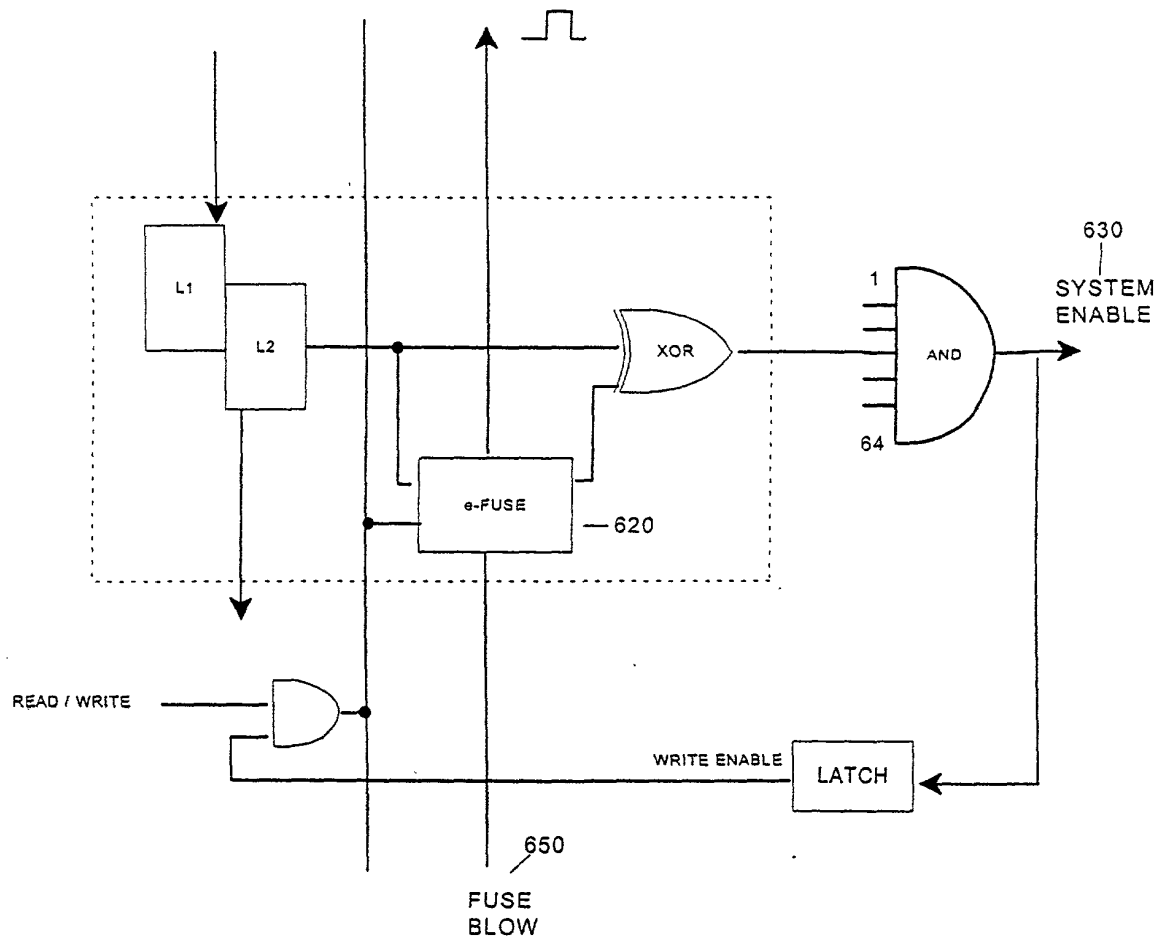 630
SYSTEM
ENABLE
1
L1
L2
XOR
AND
64
e-FUSE
620
READ / WRITE
WRITE ENABLE
LATCH
650
FUSE
BLOW